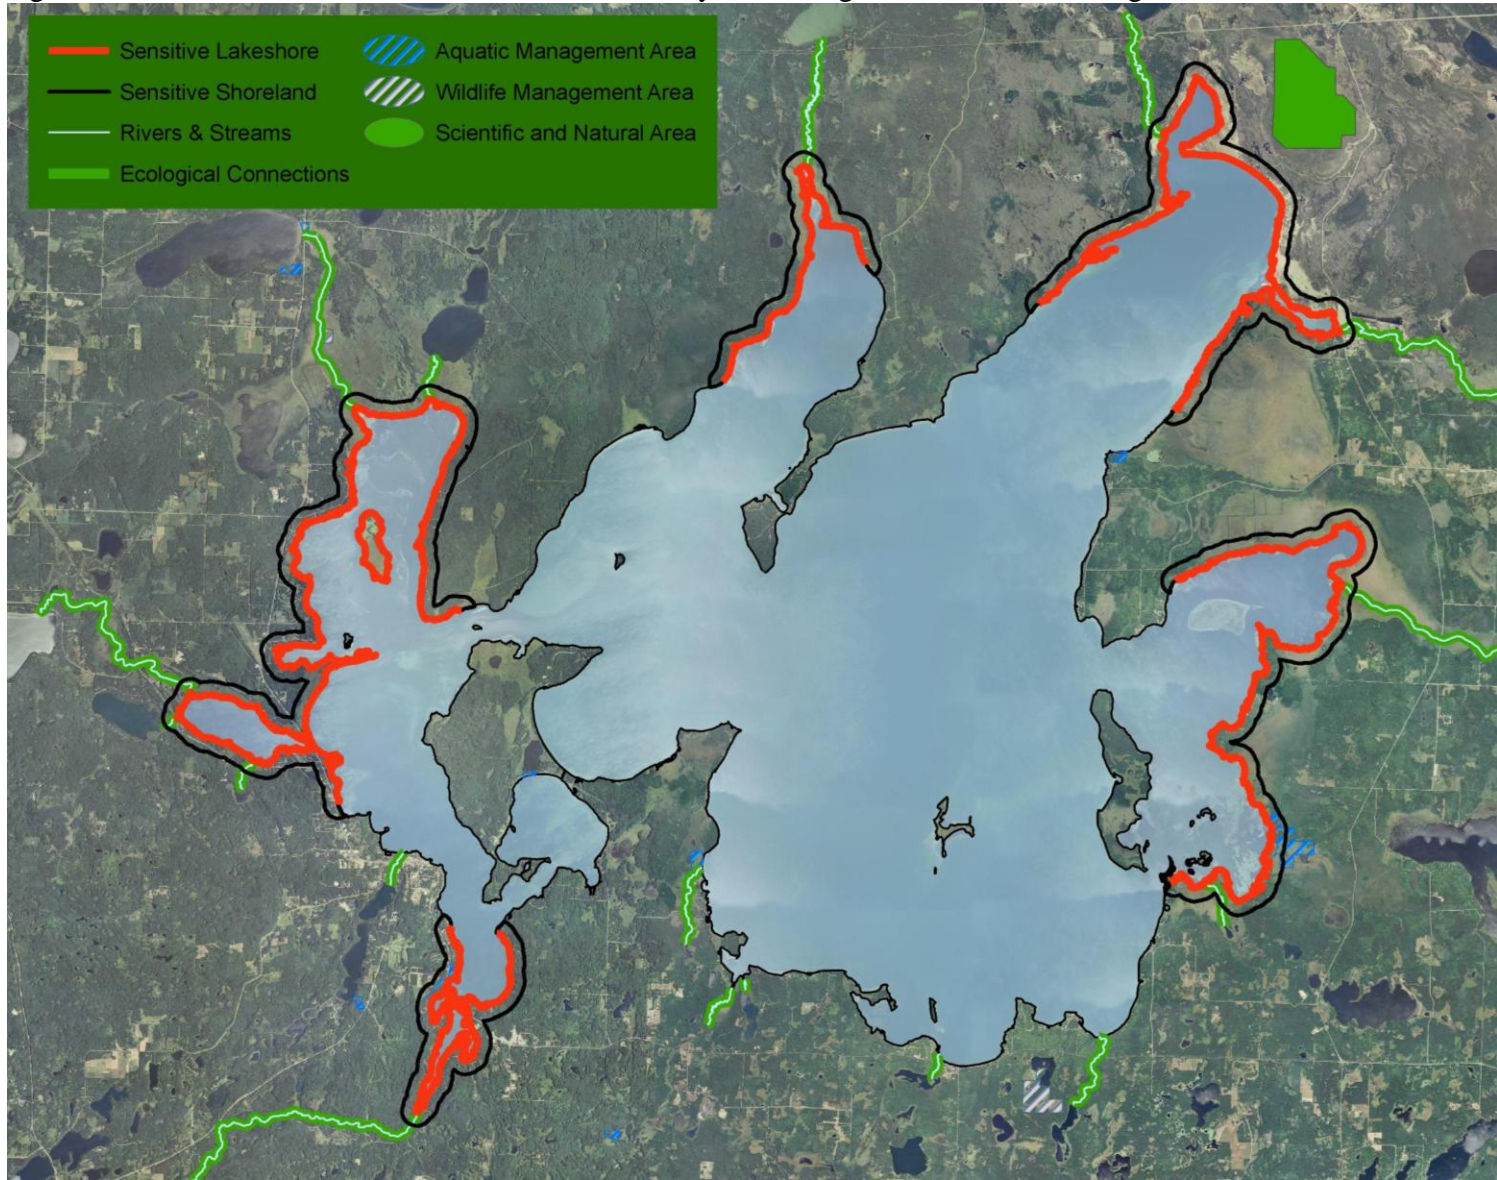 Sensitive Lakeshore
Sensitive Shoreland
Rivers & Streams
Ecological Connections
Aquatic Management Area
Wildlife Management Area
Scientific and Natural Area